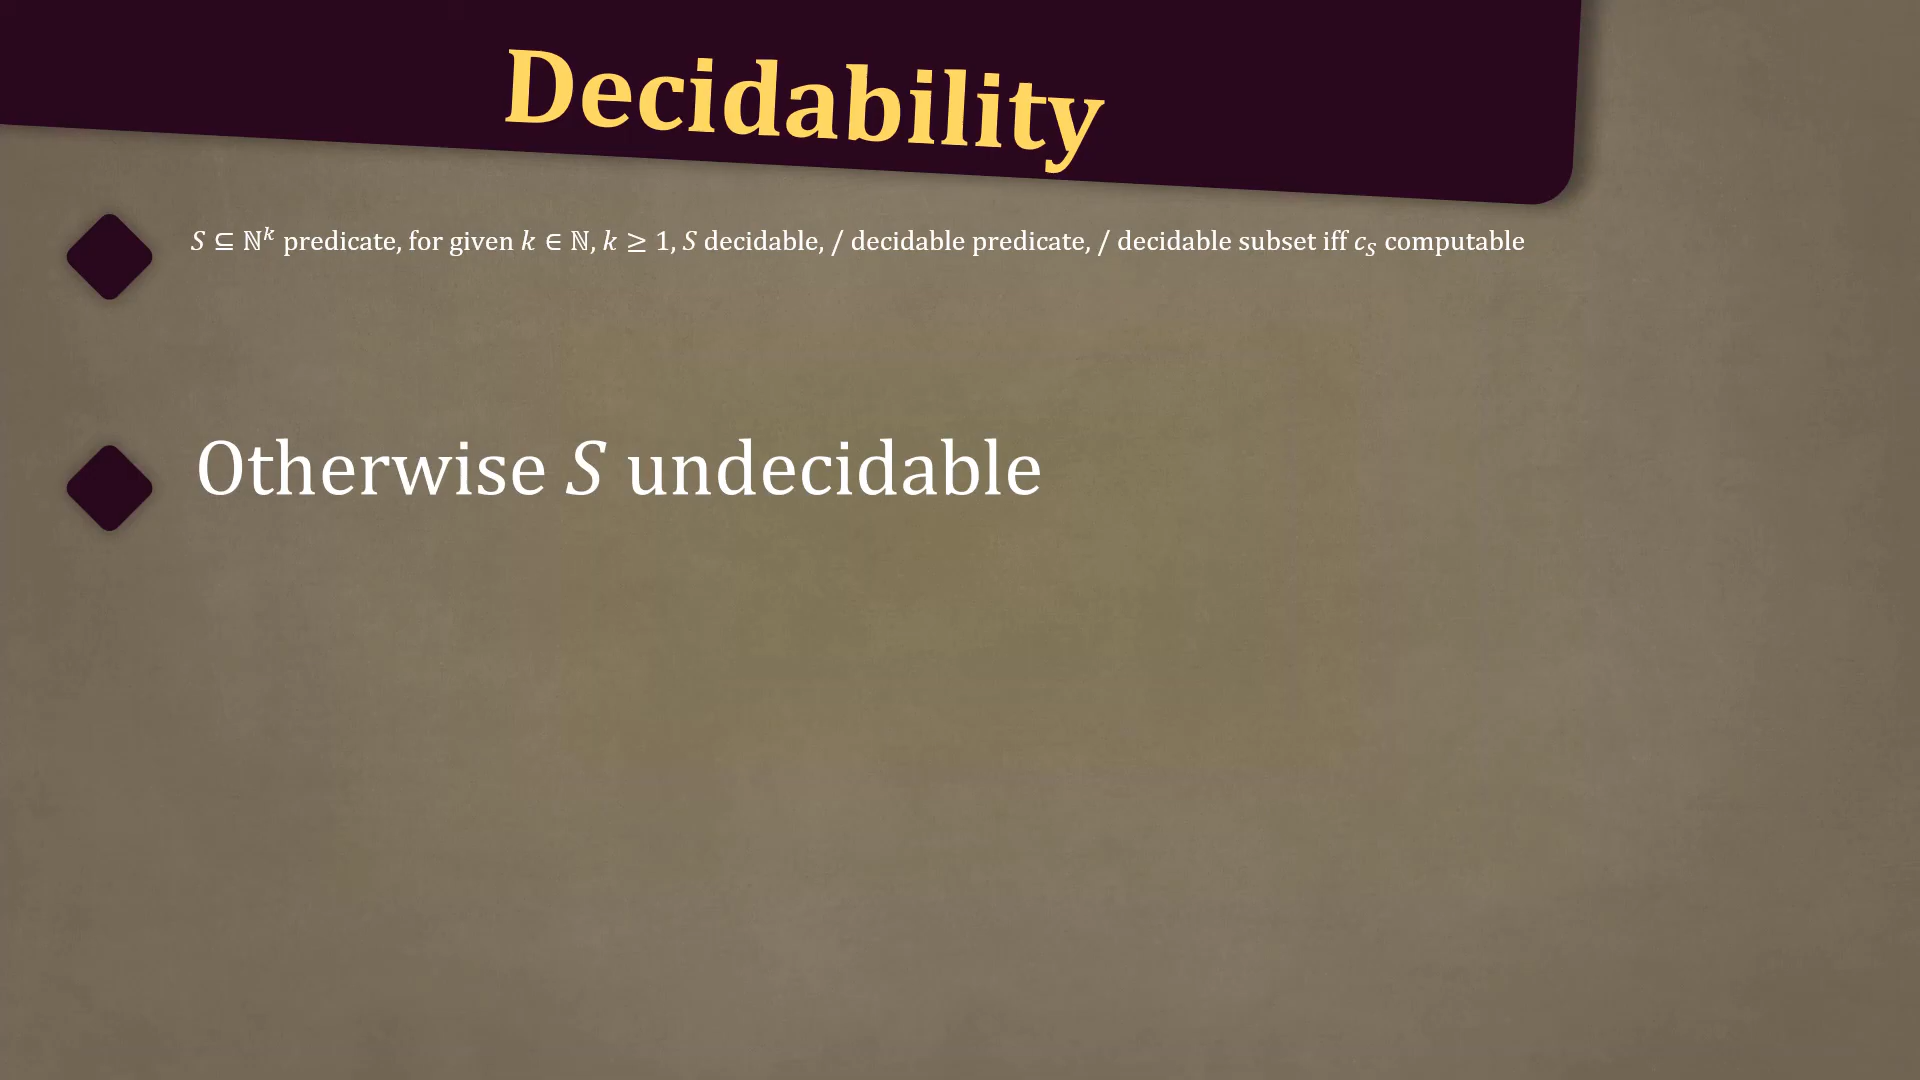 Decidability
𝑆 ⊆ ℕ^𝑘 predicate, for given 𝑘 ∈ ℕ, 𝑘 ≥ 1, 𝑆 decidable, / decidable predicate, / decidable subset iff 𝑐_𝑆 computable
Otherwise 𝑆 undecidable